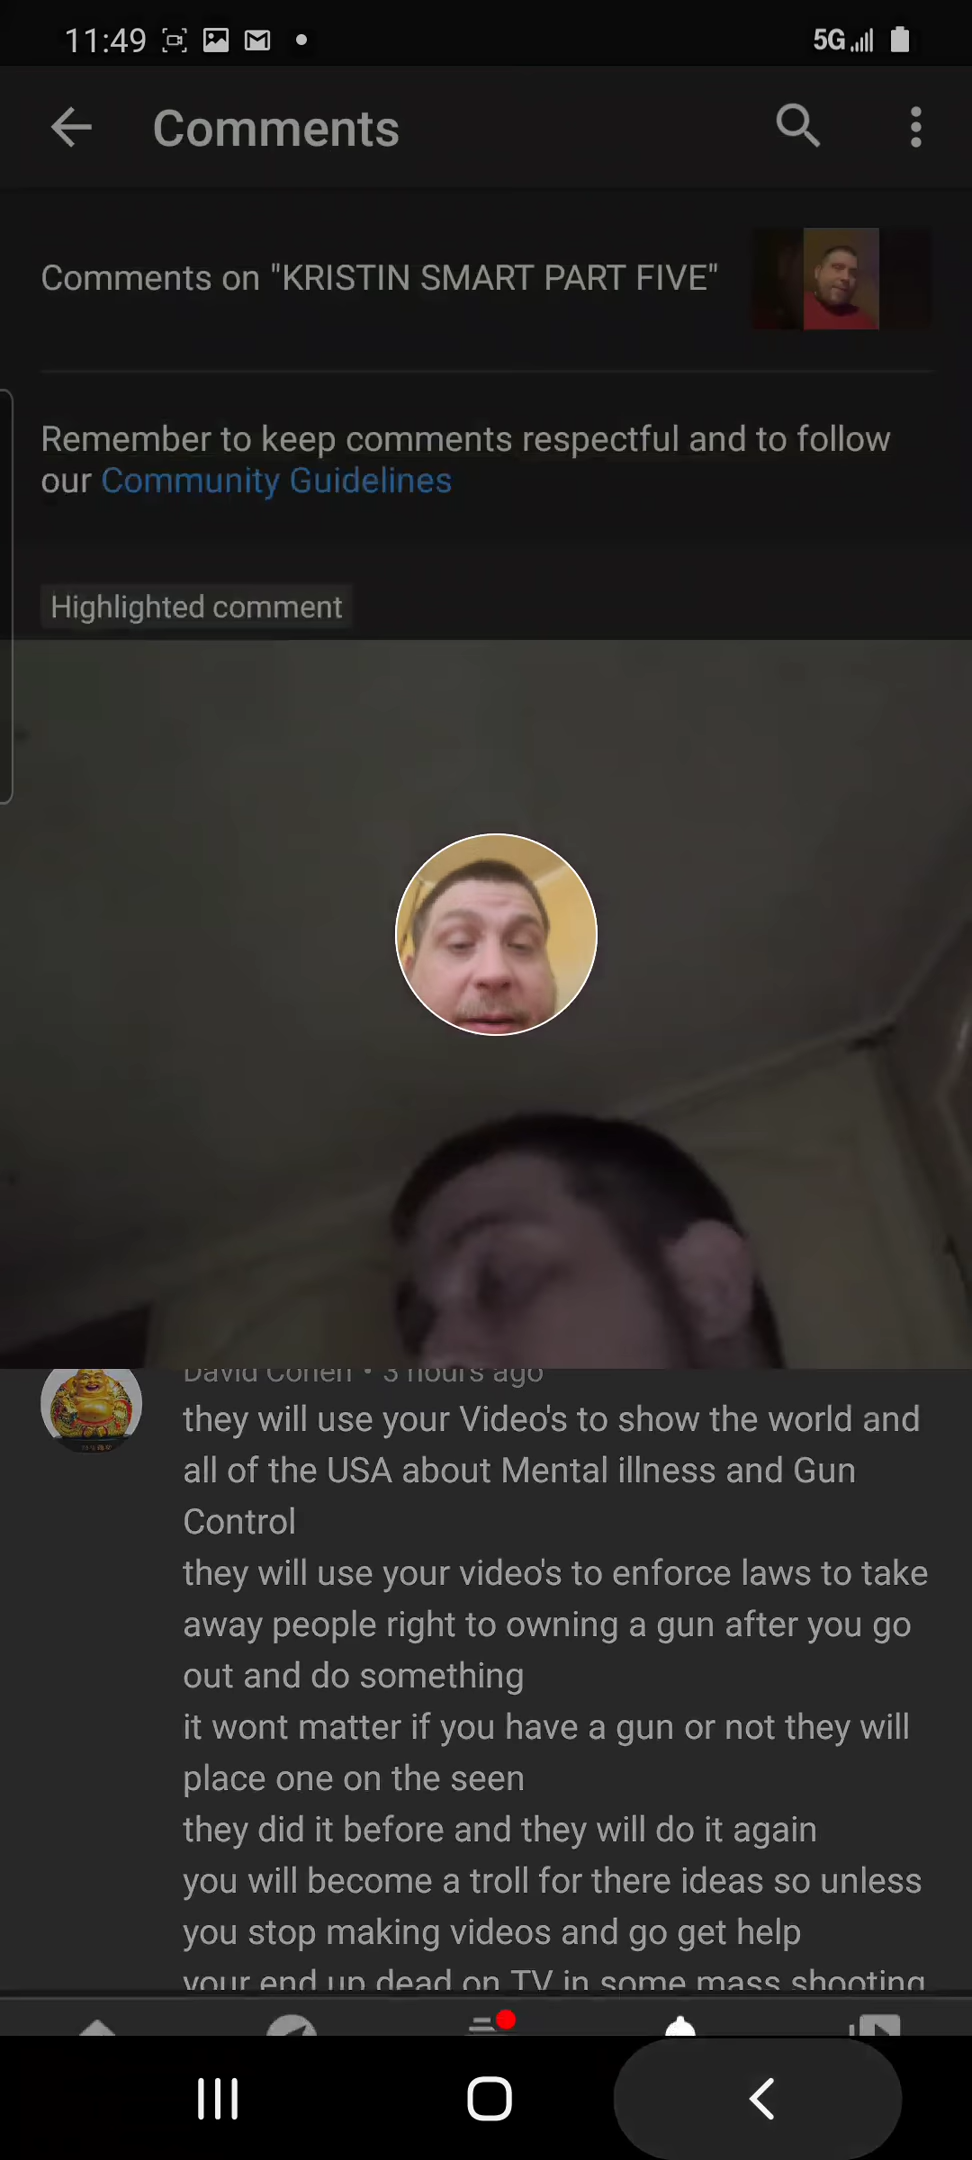 11:49
5G
Comments
Comments on "KRISTIN SMART PART FIVE"
Remember to keep comments respectful and to follow
our Community Guidelines
Highlighted comment
David Cohen • 3 hours ago
they will use your Video's to show the world and
all of the USA about Mental illness and Gun
Control
they will use your video's to enforce laws to take
away people right to owning a gun after you go
out and do something
it wont matter if you have a gun or not they will
place one on the seen
they did it before and they will do it again
you will become a troll for there ideas so unless
you stop making videos and go get help
your end up dead on TV in some mass shooting